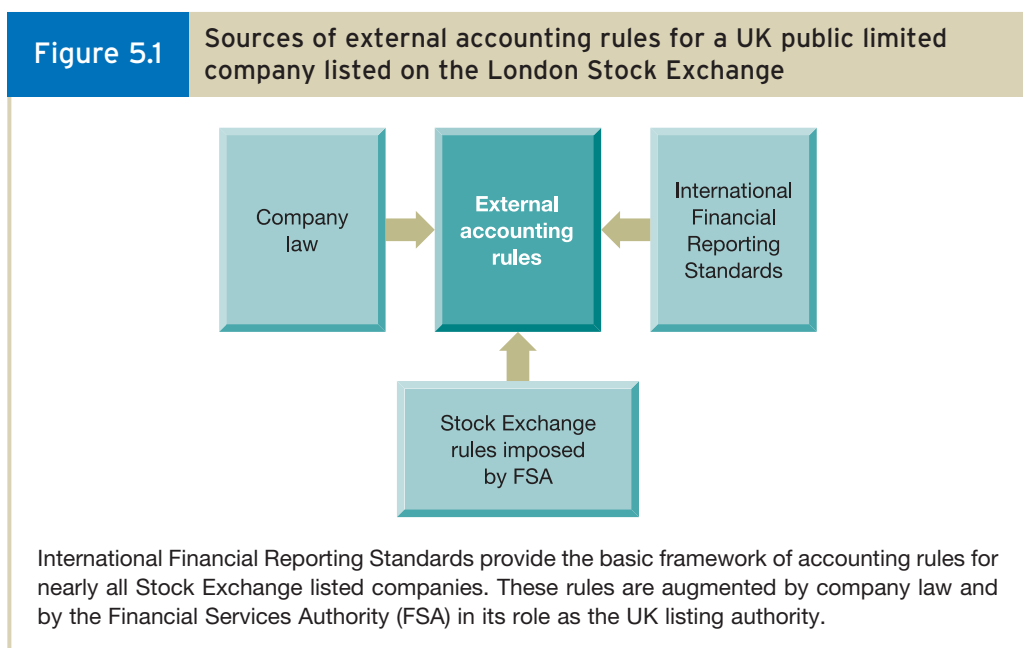 Figure 5.1
Sources of external accounting rules for a UK public limited
company listed on the London Stock Exchange
Company
law
External
accounting
rules
International
Financial
Reporting
Standards
Stock Exchange
rules imposed
by FSA
International Financial Reporting Standards provide the basic framework of accounting rules for
nearly all Stock Exchange listed companies. These rules are augmented by company law and
by the Financial Services Authority (FSA) in its role as the UK listing authority.